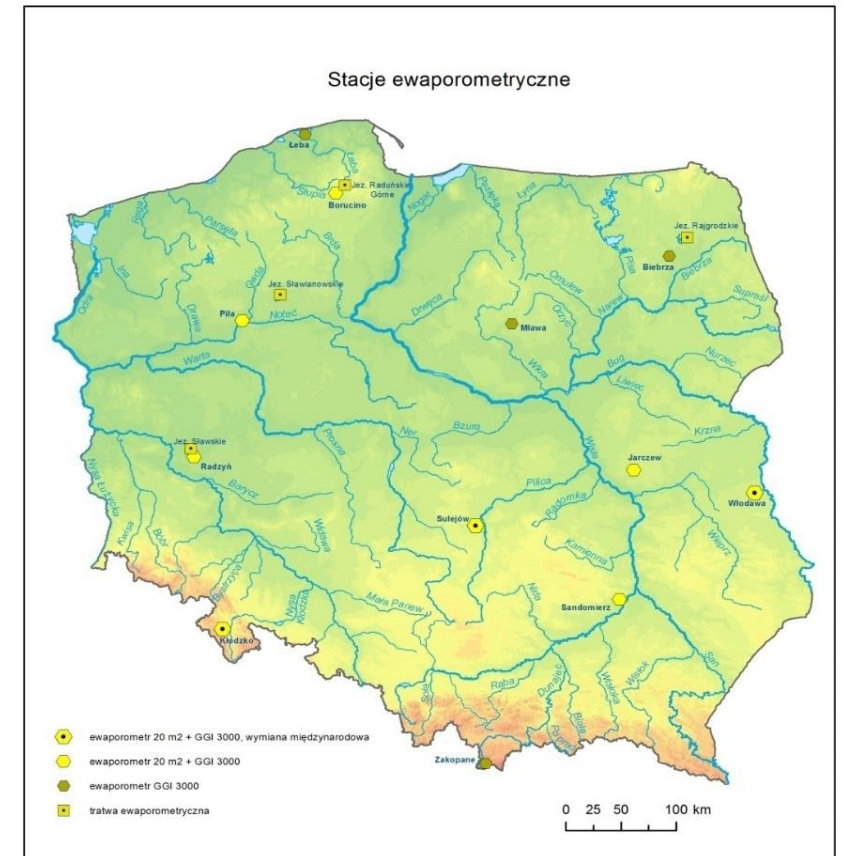 Stacje ewaporometryczne
Łeba
Łeba
Słupia
Jez. Raduńskie
Górne
Borucino
Nogat
Pasłęka
Łyna
Jez. Rajgrodzkie
Biebrza
Biebrza
Pisa
Supraśl
Rega
Parsęta
Brda
Ina
Gwda
Jez. Sławianowskie
Drawa
Odra
Piła
Noteć
Drwęca
Omulew
Orzyc
Narew
Mława
Wkra
Warta
Bug
Nurzec
Liwiec
Krzna
Jez. Sławskie
Radzyń
Prosna
Ner
Bzura
Wisła
Jarczew
Włodawa
Nysa Łużycka
Kwisa
Bóbr
Barycz
Pilica
Radomka
Sulejów
Wieprz
Widawa
Kamienna
Bystrzyca
Nysa
Kłodzka
Mała Panew
Nida
Sandomierz
Kłodzko
San
Wisłok
Wisłoka
Dunajec
Raba
Soła
Biała
Poprad
Zakopane
ewaporometr 20 m2 + GGI 3000, wymiana międzynarodowa
ewaporometr 20 m2 + GGI 3000
ewaporometr GGI 3000
tratwa ewaporometryczna
0 25 50 100 km